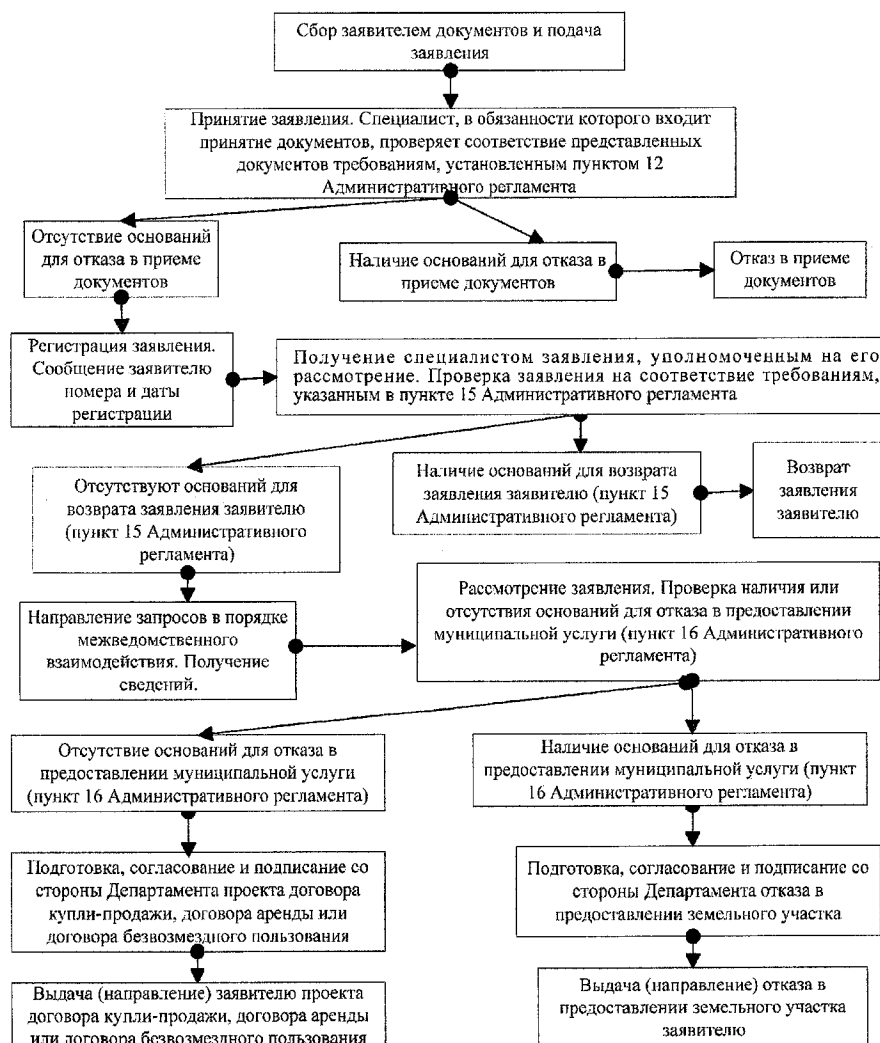 Сбор заявителем документов и подача
заявления
Принятие заявления. Специалист, в обязанности которого входит
принятие документов, проверяет соответствие представленных
документов требованиям, установленным пунктом 12
Административного регламента
Отсутствие оснований
для отказа в приеме
документов
Наличие оснований для отказа в
приеме документов
Отказ в приеме
документов
Регистрация заявления.
Сообщение заявителю
номера и даты
регистрации
Получение специалистом заявления, уполномоченным на его
рассмотрение. Проверка заявления на соответствие требованиям,
указанным в пункте 15 Административного регламента
Отсутствуют оснований для
возврата заявления заявителю
(пункт 15 Административного
регламента)
Наличие оснований для возврата
заявления заявителю (пункт 15
Административного регламента)
Возврат
заявления
заявителю
Направление запросов в порядке
межведомственного
взаимодействия. Получение
сведений.
Рассмотрение заявления. Проверка наличия или
отсутствия оснований для отказа в предоставлении
муниципальной услуги (пункт 16 Административного
регламента)
Отсутствие оснований для отказа в
предоставлении муниципальной услуги
(пункт 16 Административного регламента)
Наличие оснований для отказа в
предоставлении муниципальной услуги (пункт
16 Административного регламента)
Подготовка, согласование и подписание со
стороны Департамента проекта договора
купли-продажи, договора аренды или
договора безвозмездного пользования
Подготовка, согласование и подписание со
стороны Департамента отказа в
предоставлении земельного участка
Выдача (направление) заявителю проекта
договора купли-продажи, договора аренды
или договора безвозмездного пользования
Выдача (направление) отказа в
предоставлении земельного участка
заявителю